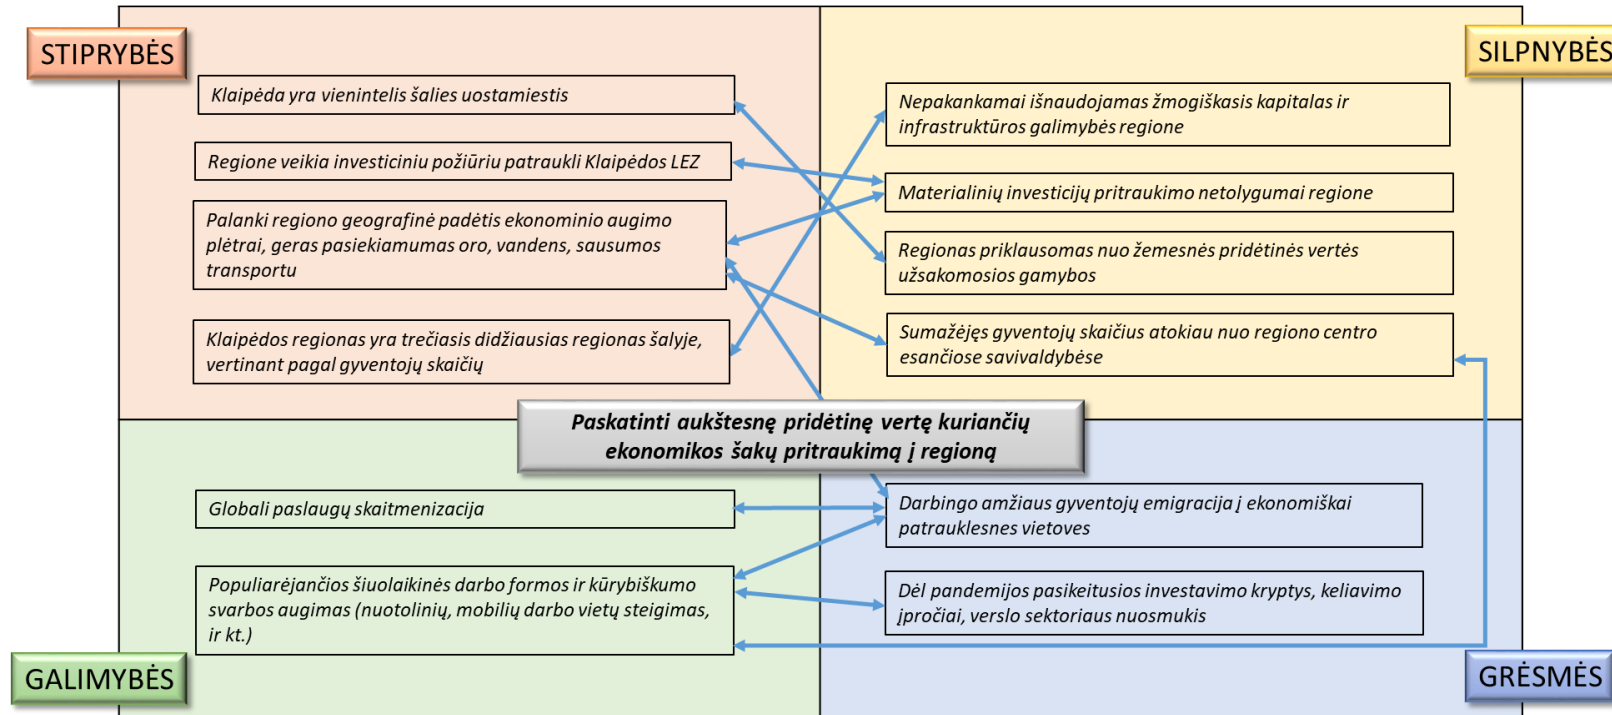 STIPRYBĖS
Klaipėda yra vienintelis šalies uostamiestis
Regione veikia investiciniu požiūriu patraukli Klaipėdos LEZ
Palanki regiono geografinė padėtis ekonominio augimo
plėtrai, geras pasiekiamumas oro, vandens, sausumos
transportu
Klaipėdos regionas yra trečiasis didžiausias regionas šalyje,
vertinant pagal gyventojų skaičių
SILPNYBĖS
Nepakankamai išnaudojamas žmogiškasis kapitalas ir
infrastruktūros galimybės regione
Materialinių investicijų pritraukimo netolygumai regione
Regionas priklausomas nuo žemesnės pridėtinės vertės
užsakomosios gamybos
Sumažėjęs gyventojų skaičius atokiau nuo regiono centro
esančiose savivaldybėse
Paskatinti aukštesnę pridėtinę vertę kuriančių
ekonomikos šakų pritraukimą į regioną
Globali paslaugų skaitmenizacija
Populiarėjančios šiuolaikinės darbo formos ir kūrybiškumo
svarbos augimas (nuotolinių, mobilių darbo vietų steigimas,
ir kt.)
GALIMYBĖS
Darbingo amžiaus gyventojų emigracija į ekonomiškai
patrauklesnes vietoves
Dėl pandemijos pasikeitusios investavimo kryptys, keliavimo
įpročiai, verslo sektoriaus nuosmukis
GRĖSMĖS